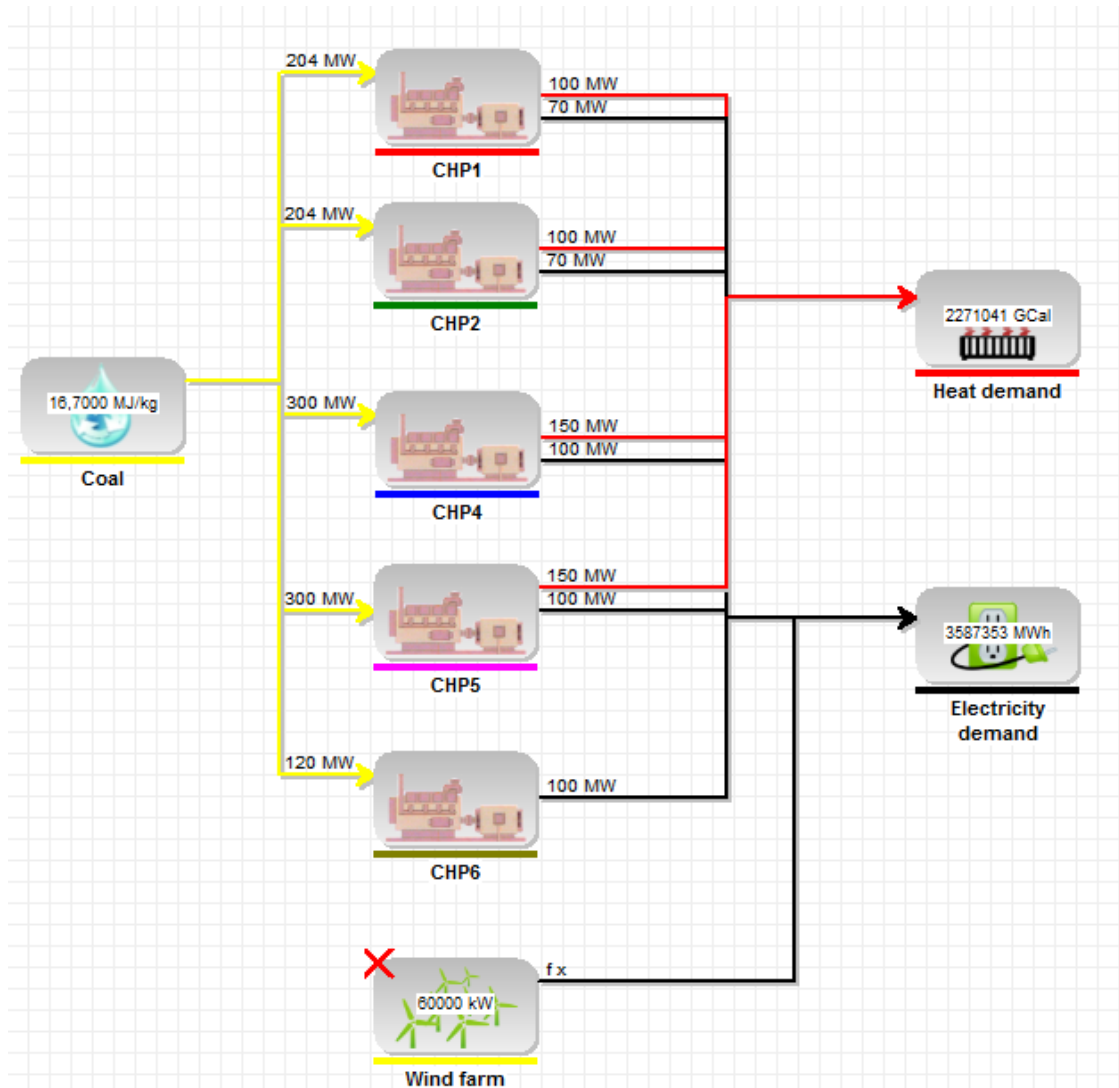 204 MW
100 MW
70 MW
CHP1
204 MW
100 MW
70 MW
CHP2
2271041 GCal
Heat demand
16,7000 MJ/kg
Coal
300 MW
150 MW
100 MW
CHP4
300 MW
150 MW
100 MW
CHP5
3587353 MWh
Electricity
demand
120 MW
100 MW
CHP6
f x
60000 kW
Wind farm